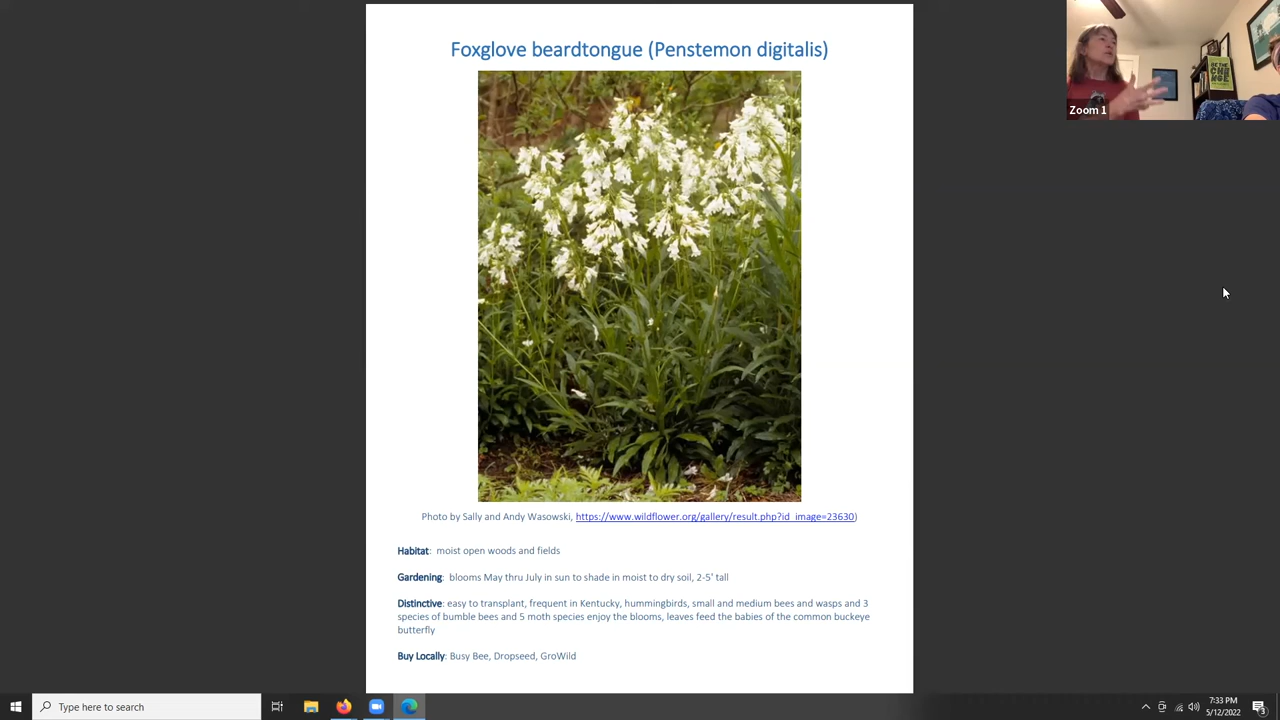 Foxglove beardtongue (Penstemon digitalis)
BE THE
CHANGE
Zoom 1
Photo by Sally and Andy Wasowski, https://www.wildflower.org/gallery/result.php?id_image=23630)
Habitat:  moist open woods and fields
Gardening:  blooms May thru July in sun to shade in moist to dry soil, 2-5' tall
Distinctive: easy to transplant, frequent in Kentucky, hummingbirds, small and medium bees and wasps and 3
species of bumble bees and 5 moth species enjoy the blooms, leaves feed the babies of the common buckeye
butterfly
Buy Locally: Busy Bee, Dropseed, GroWild
Type here to search
7:33 PM
5/12/2022
3